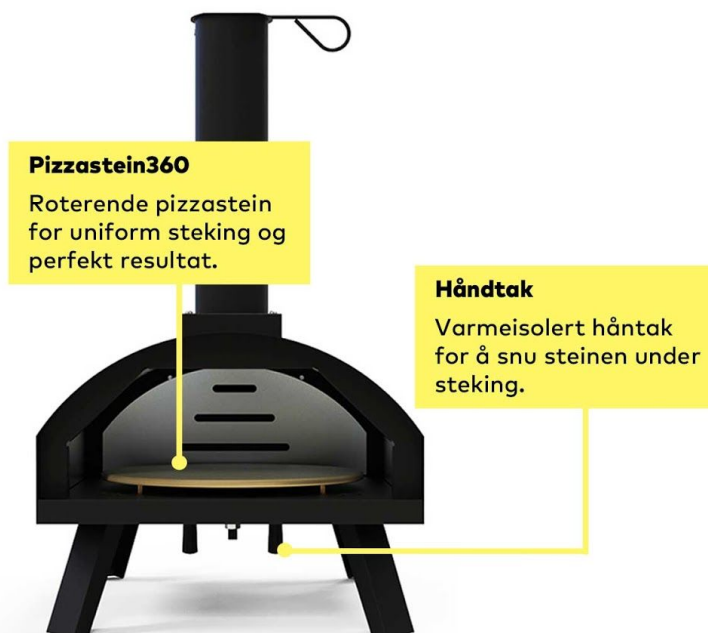 Pizzastein360
Roterende pizzastein
for uniform steking og
perfekt resultat.
Håndtak
Varmeisolert håntak
for å snu steinen under
steking.